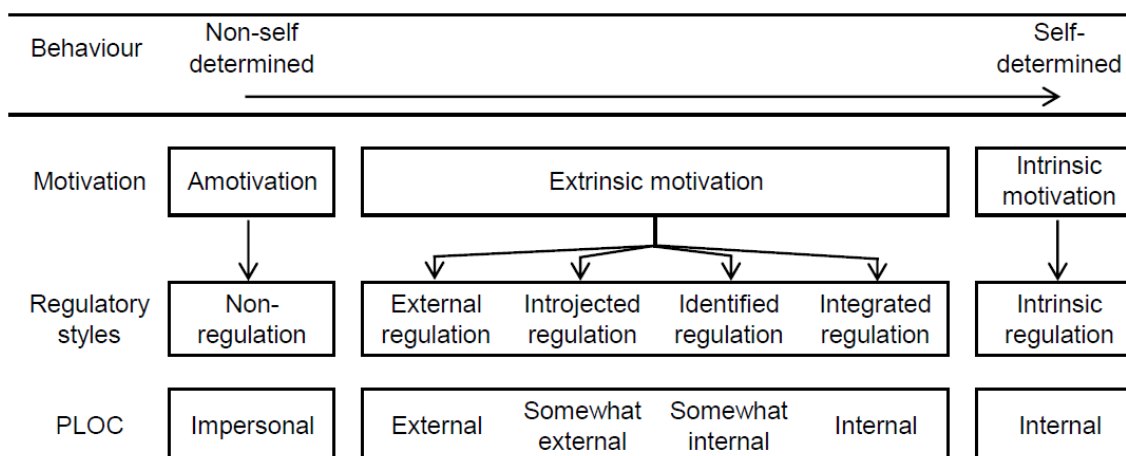 Behaviour
Non-self
determined
Self-
determined
Motivation
Amotivation
Extrinsic motivation
Intrinsic
motivation
Regulatory
styles
Non-
regulation
External
regulation
Introjected
regulation
Identified
regulation
Integrated
regulation
Intrinsic
regulation
PLOC
Impersonal
External
Somewhat
external
Somewhat
internal
Internal
Internal